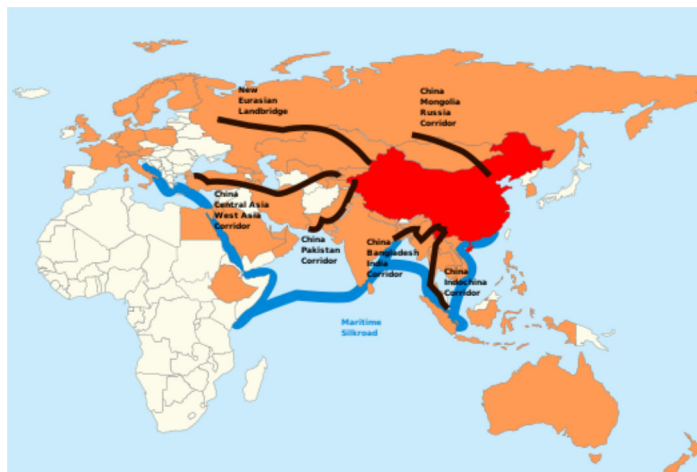 New
Eurasian
Landbridge
China
Mongolia
Russia
Corridor
China
Central Asia
West Asia
Corridor
China
Pakistan
Corridor
China
Bangladesh
India
Corridor
China
Indochina
Corridor
Maritime
Silkroad